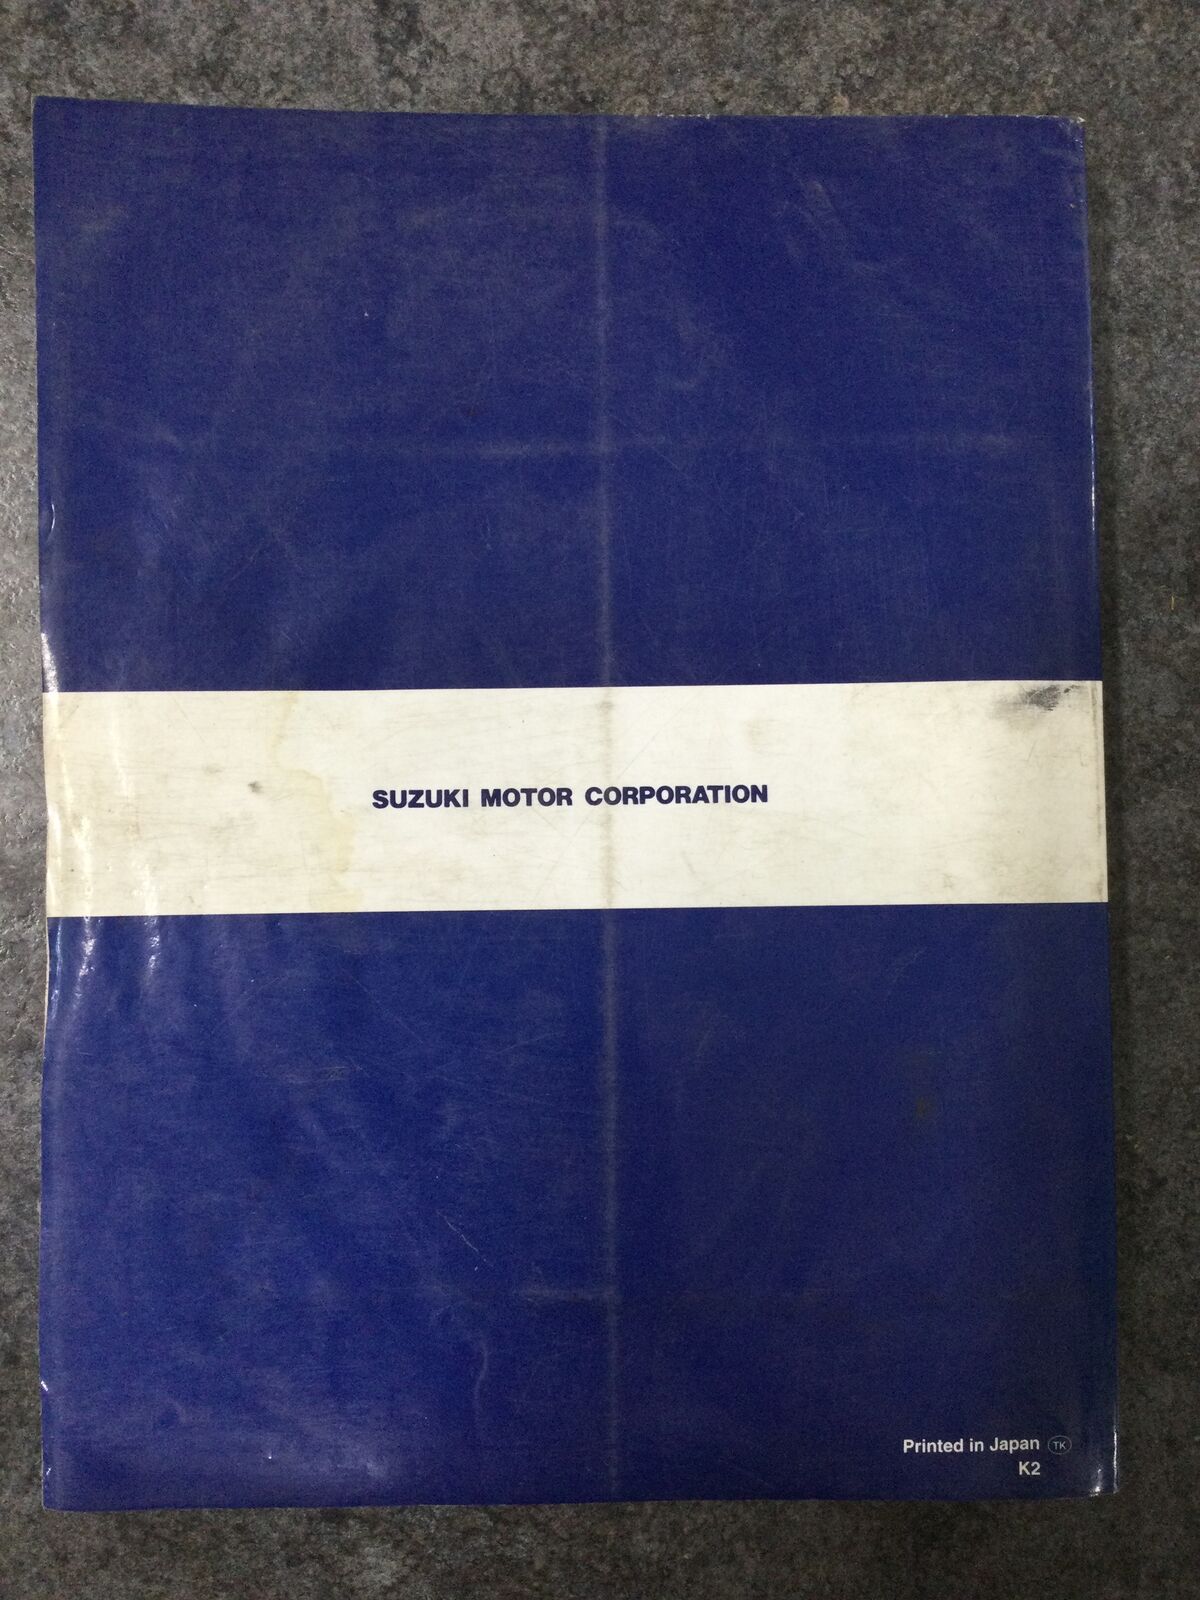 SUZUKI MOTOR CORPORATION
Printed in Japan TK
K2